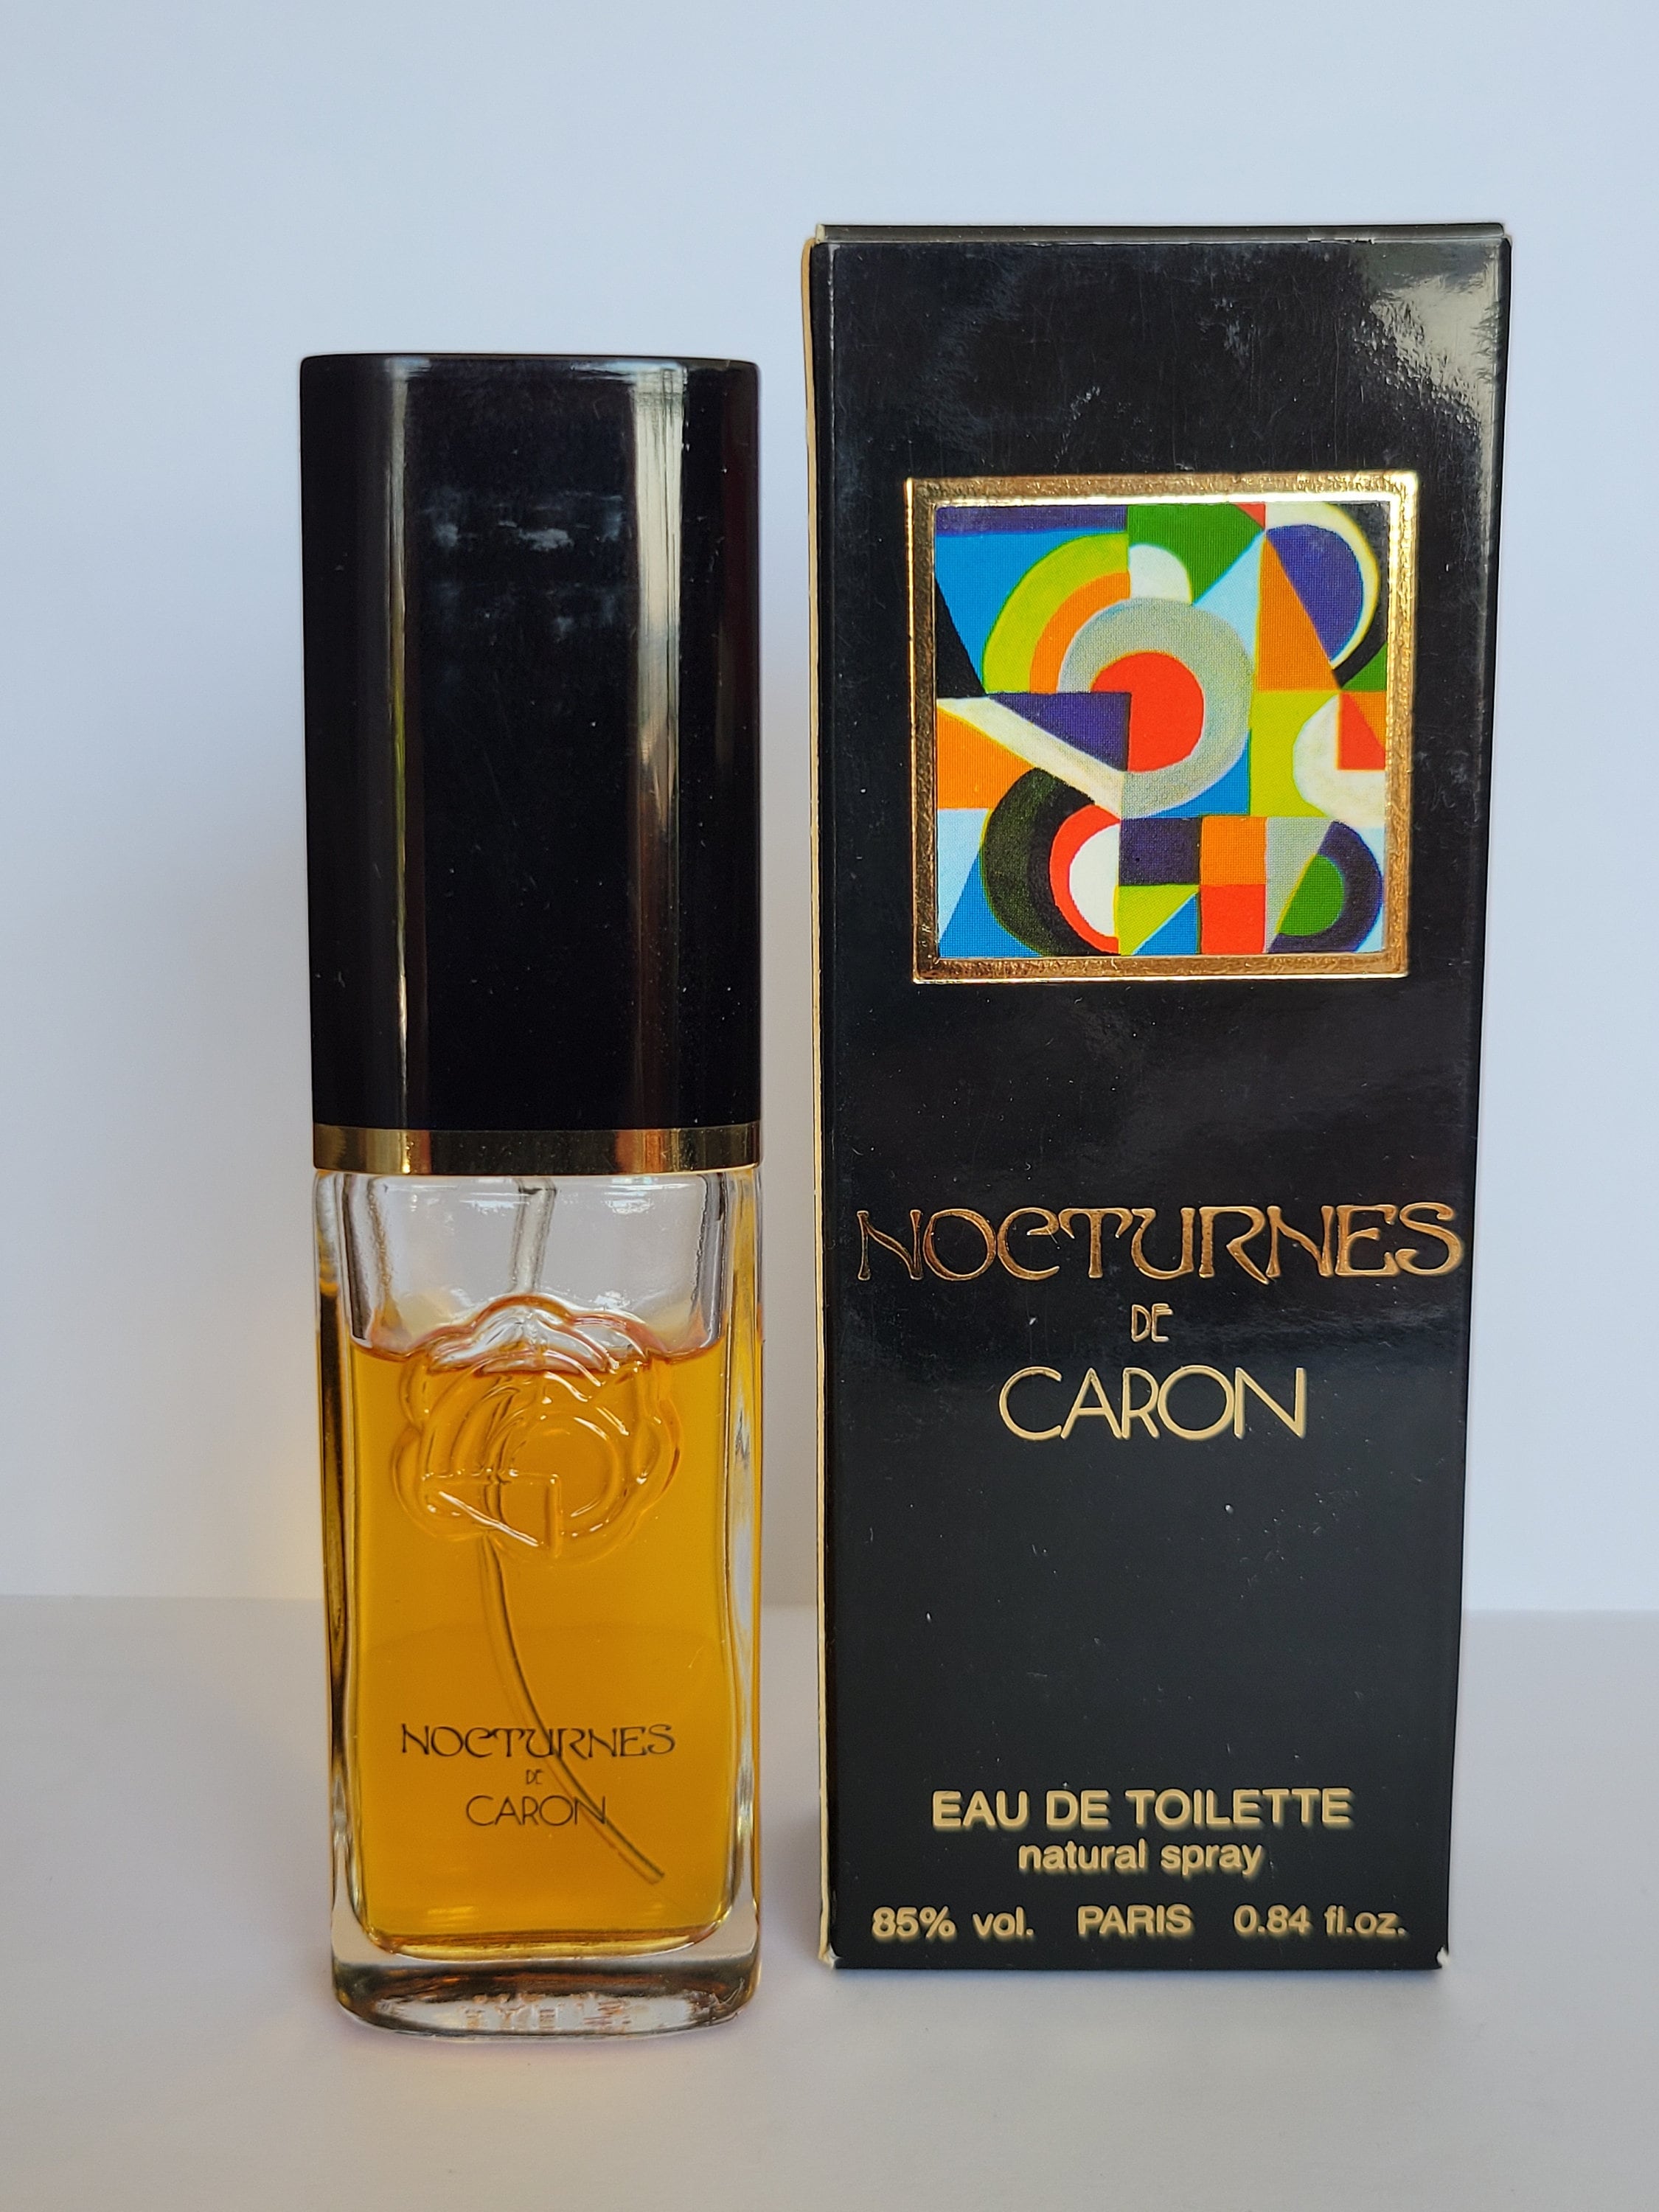 NOCTURNES
DE
CARON
NOCTURNES
DE
CARON
EAU DE TOILETTE
natural spray
85% vol. PARIS 0.84 fl.oz.